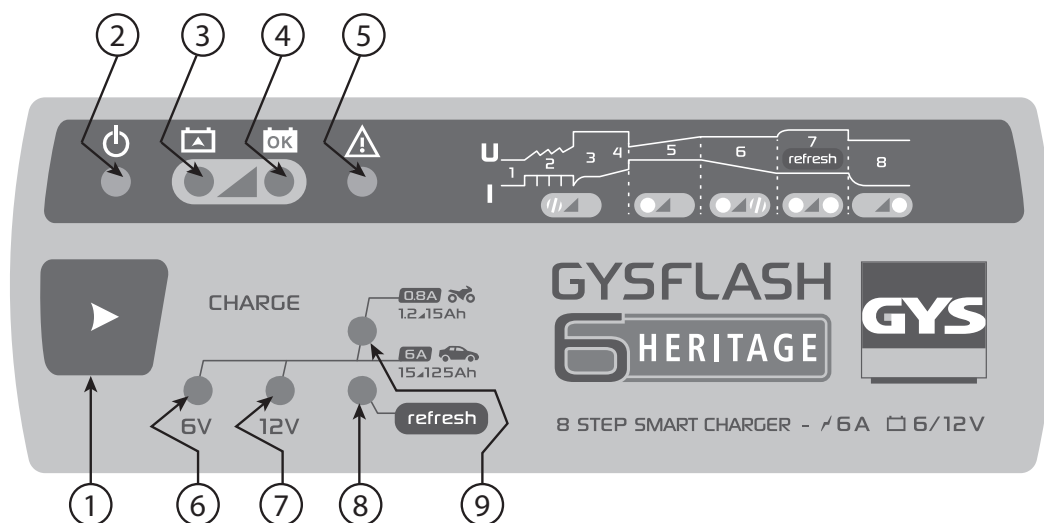 2 3 4 5
OK
U
I
1 2 3 4 5 6 7 8
refresh
CHARGE
0.8A
1.2 15Ah
6A
15 125Ah
6V 12V
refresh
GYSFLASH
6 HERITAGE
GYS
8 STEP SMART CHARGER - 6A 6/12V
1 6 7 8 9